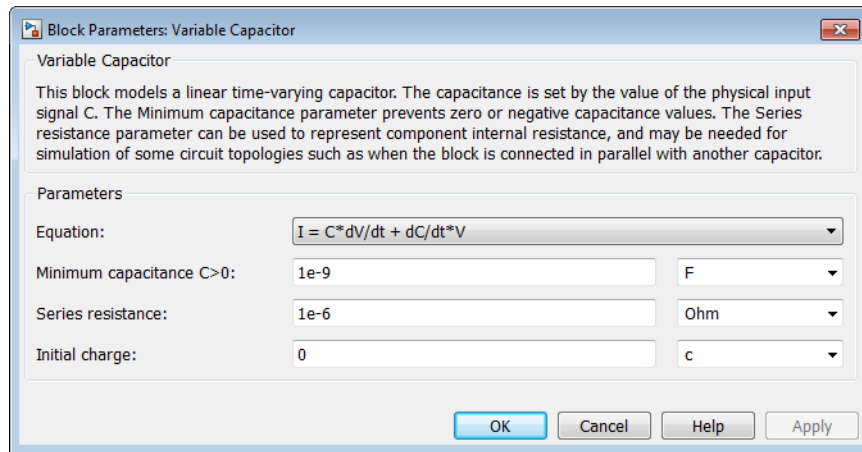 Block Parameters: Variable Capacitor
Variable Capacitor
This block models a linear time-varying capacitor. The capacitance is set by the value of the physical input
signal C. The Minimum capacitance parameter prevents zero or negative capacitance values. The Series
resistance parameter can be used to represent component internal resistance, and may be needed for
simulation of some circuit topologies such as when the block is connected in parallel with another capacitor.
Parameters
Equation: I = C*dV/dt + dC/dt*V
Minimum capacitance C>0: 1e-9 F
Series resistance: 1e-6 Ohm
Initial charge: 0 c
OK Cancel Help Apply